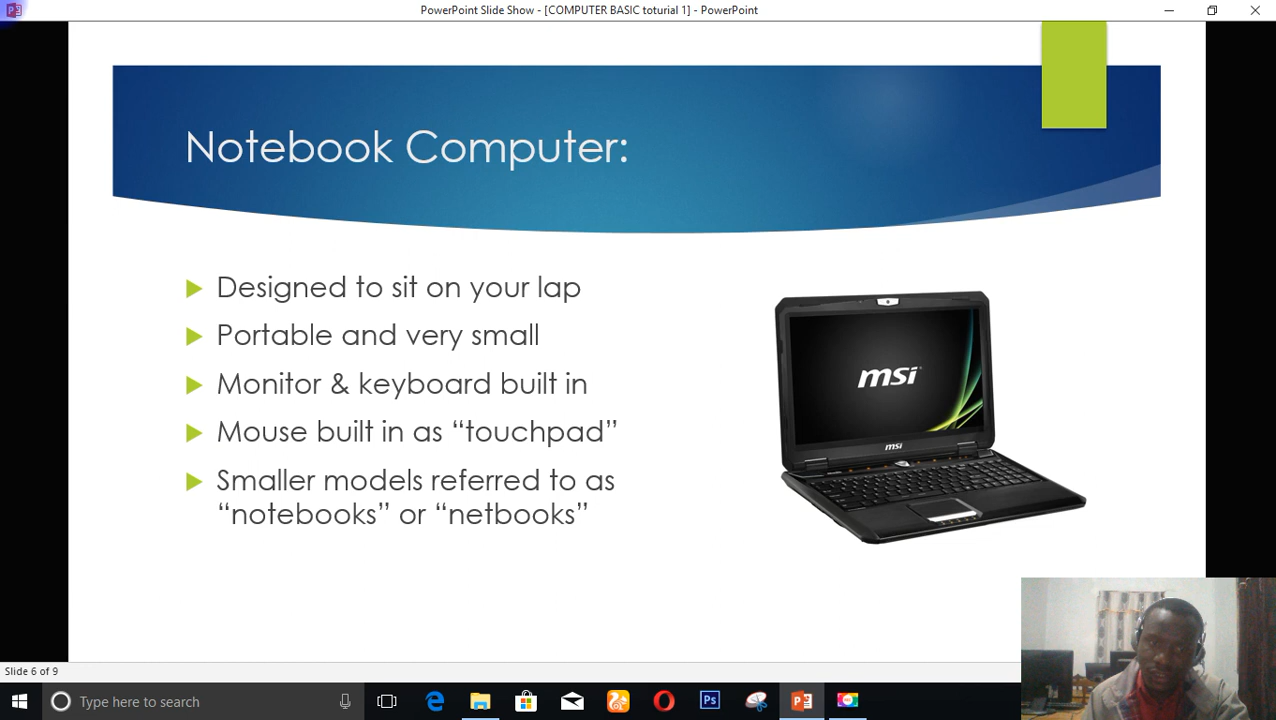 PowerPoint Slide Show - [COMPUTER BASIC toturial 1] - PowerPoint
Notebook Computer:
Designed to sit on your lap
Portable and very small
Monitor & keyboard built in
Mouse built in as “touchpad”
Smaller models referred to as
“notebooks” or “netbooks”
msi
msi
Slide 6 of 9
Type here to search
Ps